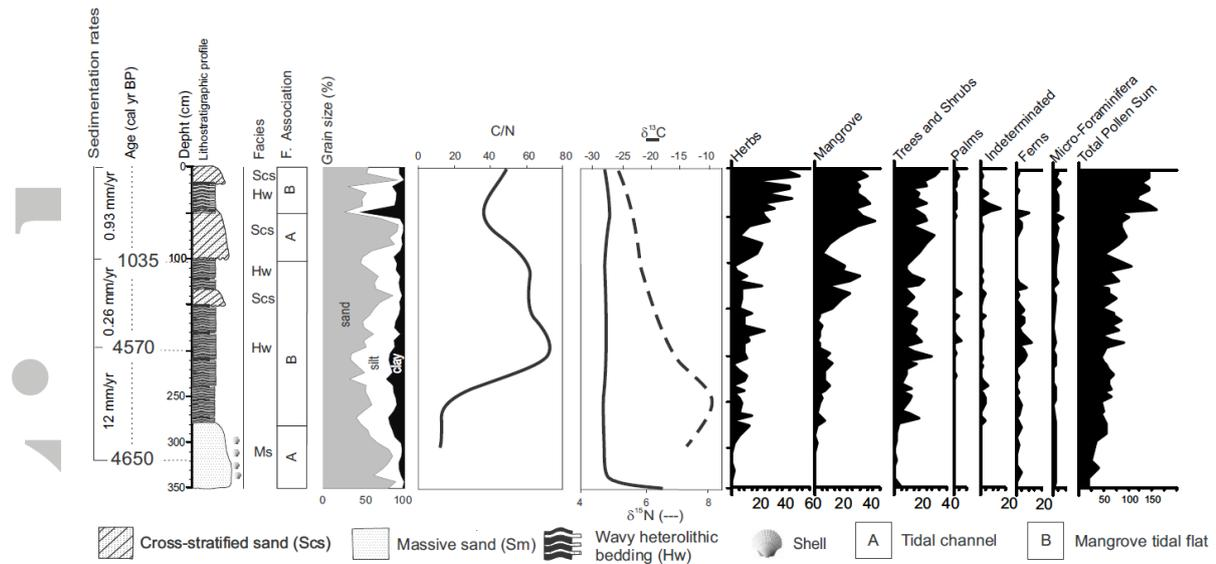 Sedimentation rates
Age (cal yr BP)
Depht (cm)
Lithostratigraphic profile
Facies
F. Association
Grain size (%)
C/N
0 20 40 60 80
δ¹³C
-30 -25 -20 -15 -10
Herbs
Mangrove
Trees and Shrubs
Palms
Indeterminated
Ferns
Micro-Foraminifera
Total Pollen Sum
0.93 mm/yr
0.26 mm/yr
12 mm/yr
1035
4570
4650
0
100
250
300
350
Scs
Hw
Scs
Hw
Scs
Hw
Ms
B
A
B
A
sand
silt
clay
0 50 100
4 6 8
δ¹⁵N (---)
20 40 60
20 40
20 40
20
20
20
50 100 150
Cross-stratified sand (Scs)
Massive sand (Sm)
Wavy heterolithic
bedding (Hw)
Shell
A Tidal channel
B Mangrove tidal flat